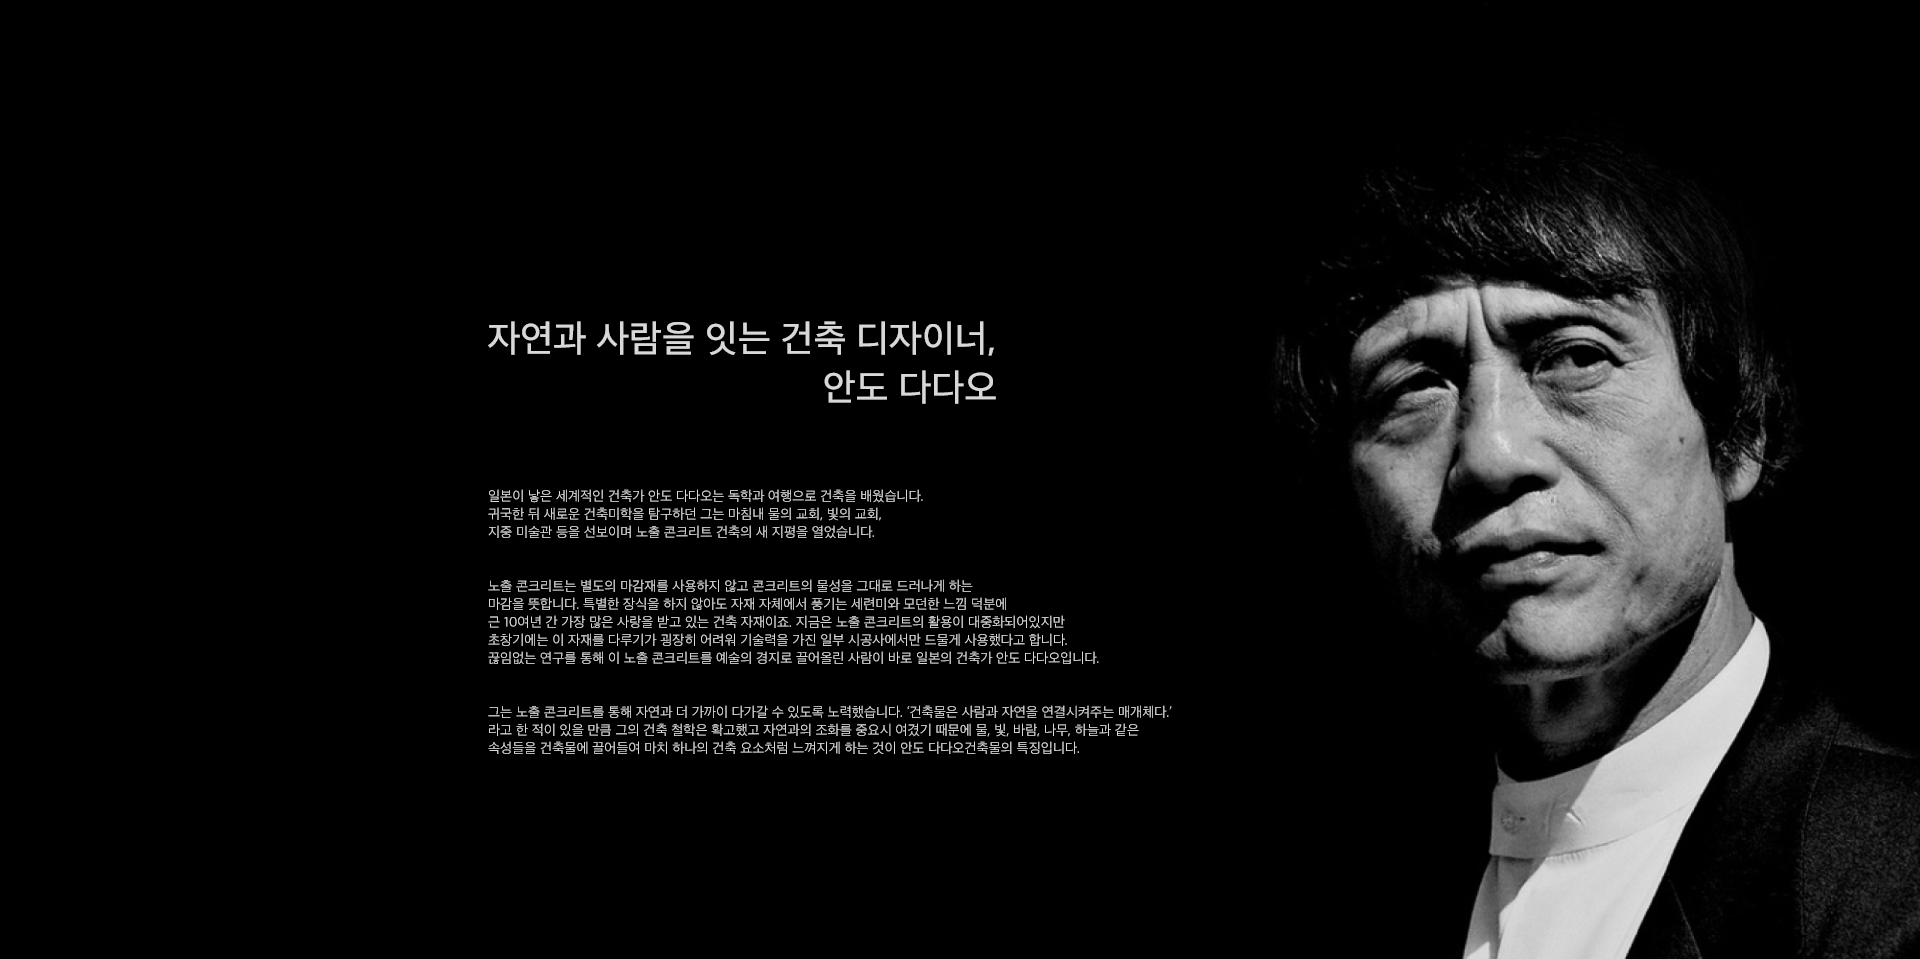 자연과 사람을 잇는 건축 디자이너,
안도 다다오
일본이 낳은 세계적인 건축가 안도 다다오는 독학과 여행으로 건축을 배웠습니다.
귀국한 뒤 새로운 건축미학을 탐구하던 그는 마침내 물의 교회, 빛의 교회,
지중 미술관 등을 선보이며 노출 콘크리트 건축의 새 지평을 열었습니다.
노출 콘크리트는 별도의 마감재를 사용하지 않고 콘크리트의 물성을 그대로 드러나게 하는
마감을 뜻합니다. 특별한 장식을 하지 않아도 자재 자체에서 풍기는 세련미와 모던한 느낌 덕분에
근 10여년 간 가장 많은 사랑을 받고 있는 건축 자재이죠. 지금은 노출 콘크리트의 활용이 대중화되어있지만
초창기에는 이 자재를 다루기가 굉장히 어려워 기술력을 가진 일부 시공사에서만 드물게 사용했다고 합니다.
끊임없는 연구를 통해 이 노출 콘크리트를 예술의 경지로 끌어올린 사람이 바로 일본의 건축가 안도 다다오입니다.
그는 노출 콘크리트를 통해 자연과 더 가까이 다가갈 수 있도록 노력했습니다. '건축물은 사람과 자연을 연결시켜주는 매개체다.'
라고 한 적이 있을 만큼 그의 건축 철학은 확고했고 자연과의 조화를 중요시 여겼기 때문에 물, 빛, 바람, 나무, 하늘과 같은
속성들을 건축물에 끌어들여 마치 하나의 건축 요소처럼 느껴지게 하는 것이 안도 다다오건축물의 특징입니다.